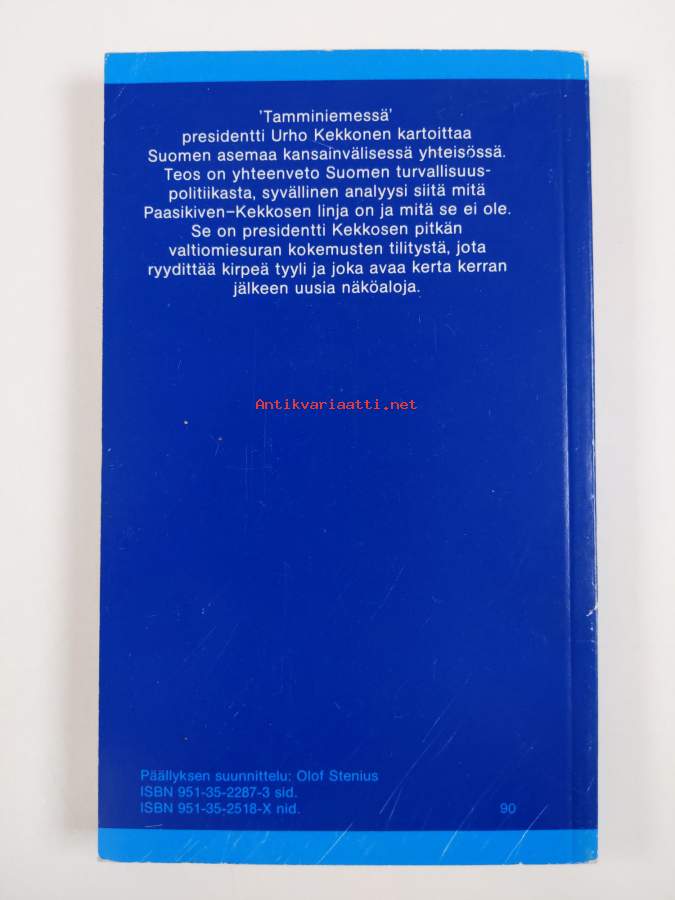 'Tamminiemessä'
presidentti Urho Kekkonen kartoittaa
Suomen asemaa kansainvälisessä yhteisössä.
Teos on yhteenveto Suomen turvallisuus-
politiikasta, syvällinen analyysi siitä mitä
Paasikiven–Kekkosen linja on ja mitä se ei ole.
Se on presidentti Kekkosen pitkän
valtiomiesuran kokemusten tilitystä, jota
ryydittää kirpeä tyyli ja joka avaa kerta kerran
jälkeen uusia näköaloja.
Antikvariaatti.net
Päällyksen suunnittelu: Olof Stenius
ISBN 951-35-2287-3 sid.
ISBN 951-35-2518-X nid. 90